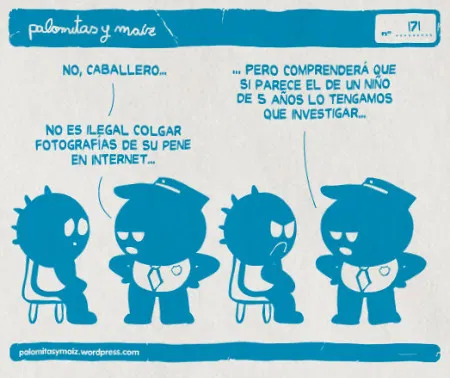 palomitas y maíz
nº 171
NO, CABALLERO...
NO ES ILEGAL COLGAR
FOTOGRAFÍAS DE SU PENE
EN INTERNET...
... PERO COMPRENDERÁ QUE
SI PARECE EL DE UN NIÑO
DE 5 AÑOS LO TENGAMOS
QUE INVESTIGAR...
palomitasymaiz.wordpress.com